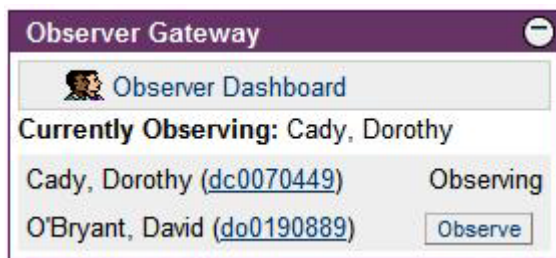 Observer Gateway
Observer Dashboard
Currently Observing: Cady, Dorothy
Cady, Dorothy (dc0070449) Observing
O'Bryant, David (do0190889) Observe